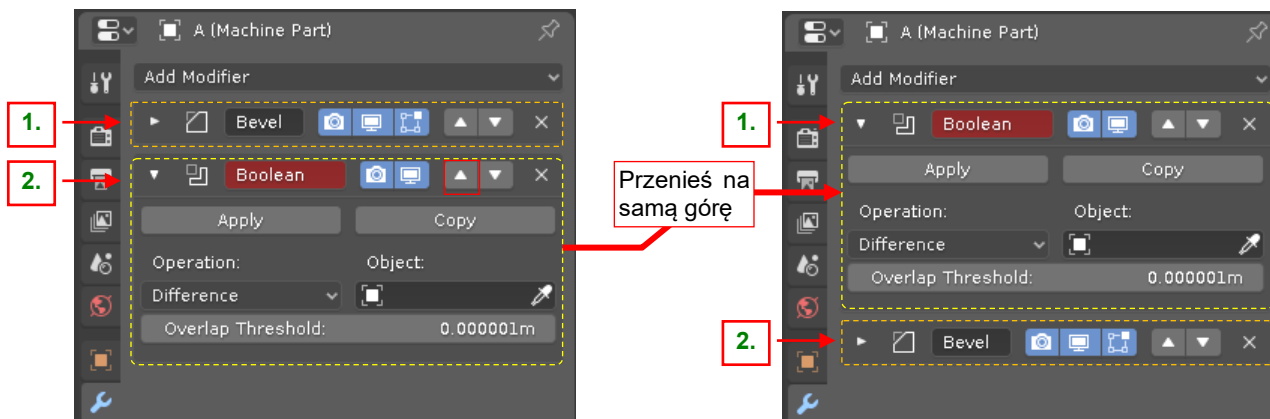 A (Machine Part)
Add Modifier
1.
Bevel
2.
Boolean
Apply Copy
Operation: Object:
Difference
Overlap Threshold: 0.000001m
Przenieś na
samą górę
A (Machine Part)
Add Modifier
1.
Boolean
Apply Copy
Operation: Object:
Difference
Overlap Threshold: 0.000001m
2.
Bevel